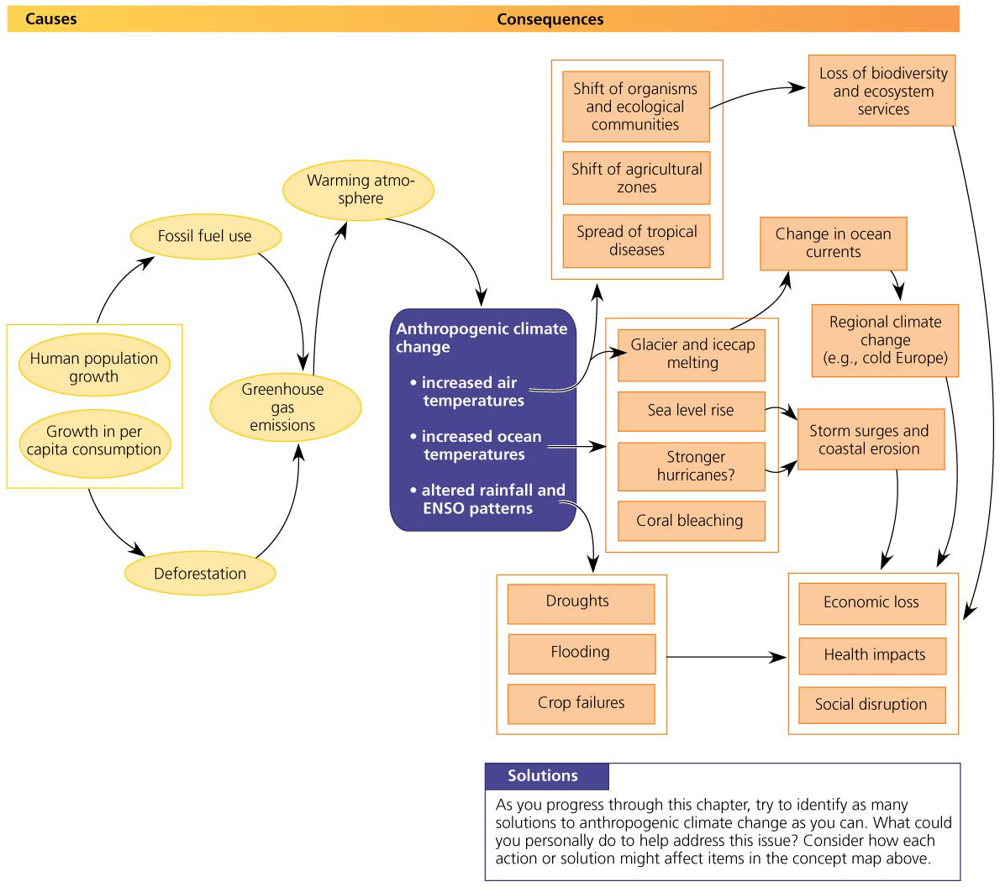 Causes
Consequences
Shift of organisms
and ecological
communities
Shift of agricultural
zones
Spread of tropical
diseases
Loss of biodiversity
and ecosystem
services
Warming atmo-
sphere
Fossil fuel use
Human population
growth
Growth in per
capita consumption
Greenhouse
gas
emissions
Deforestation
Anthropogenic climate
change
• increased air
temperatures
• increased ocean
temperatures
• altered rainfall and
ENSO patterns
Change in ocean
currents
Regional climate
change
(e.g., cold Europe)
Glacier and icecap
melting
Sea level rise
Stronger
hurricanes?
Coral bleaching
Storm surges and
coastal erosion
Droughts
Flooding
Crop failures
Economic loss
Health impacts
Social disruption
Solutions
As you progress through this chapter, try to identify as many
solutions to anthropogenic climate change as you can. What could
you personally do to help address this issue? Consider how each
action or solution might affect items in the concept map above.